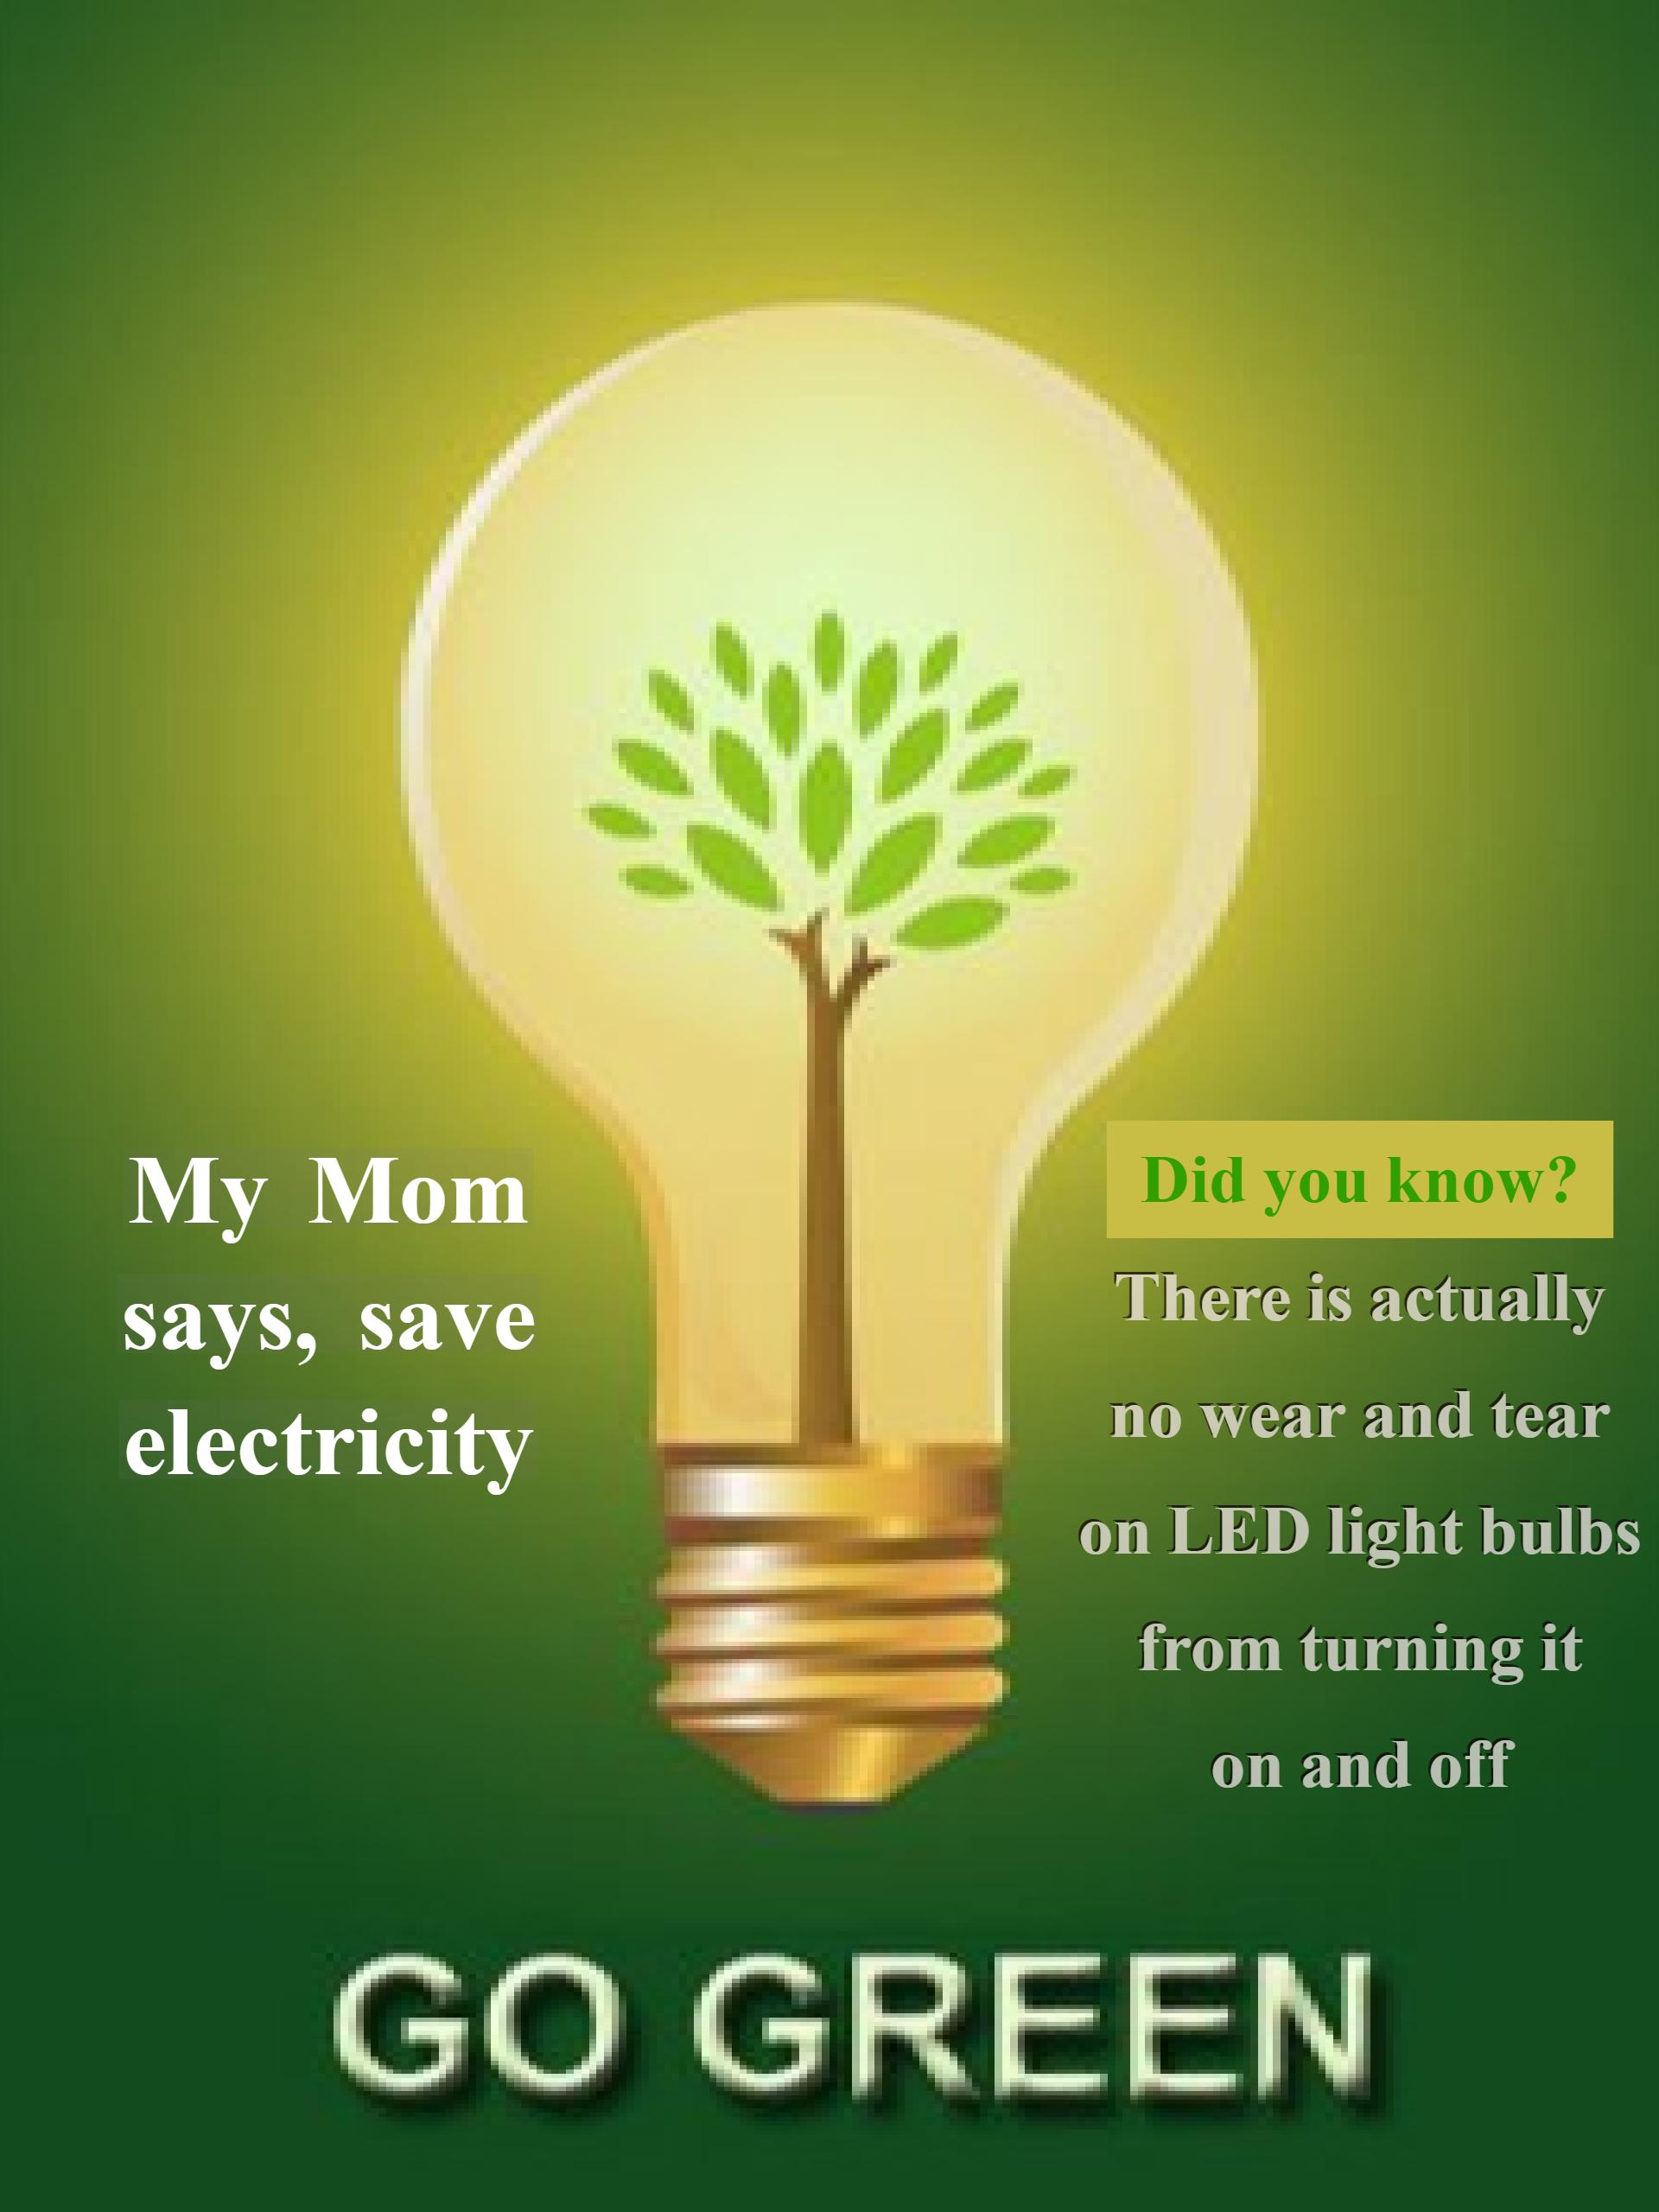 My Mom
says, save
electricity
Did you know?
There is actually
no wear and tear
on LED light bulbs
from turning it
on and off
GO GREEN